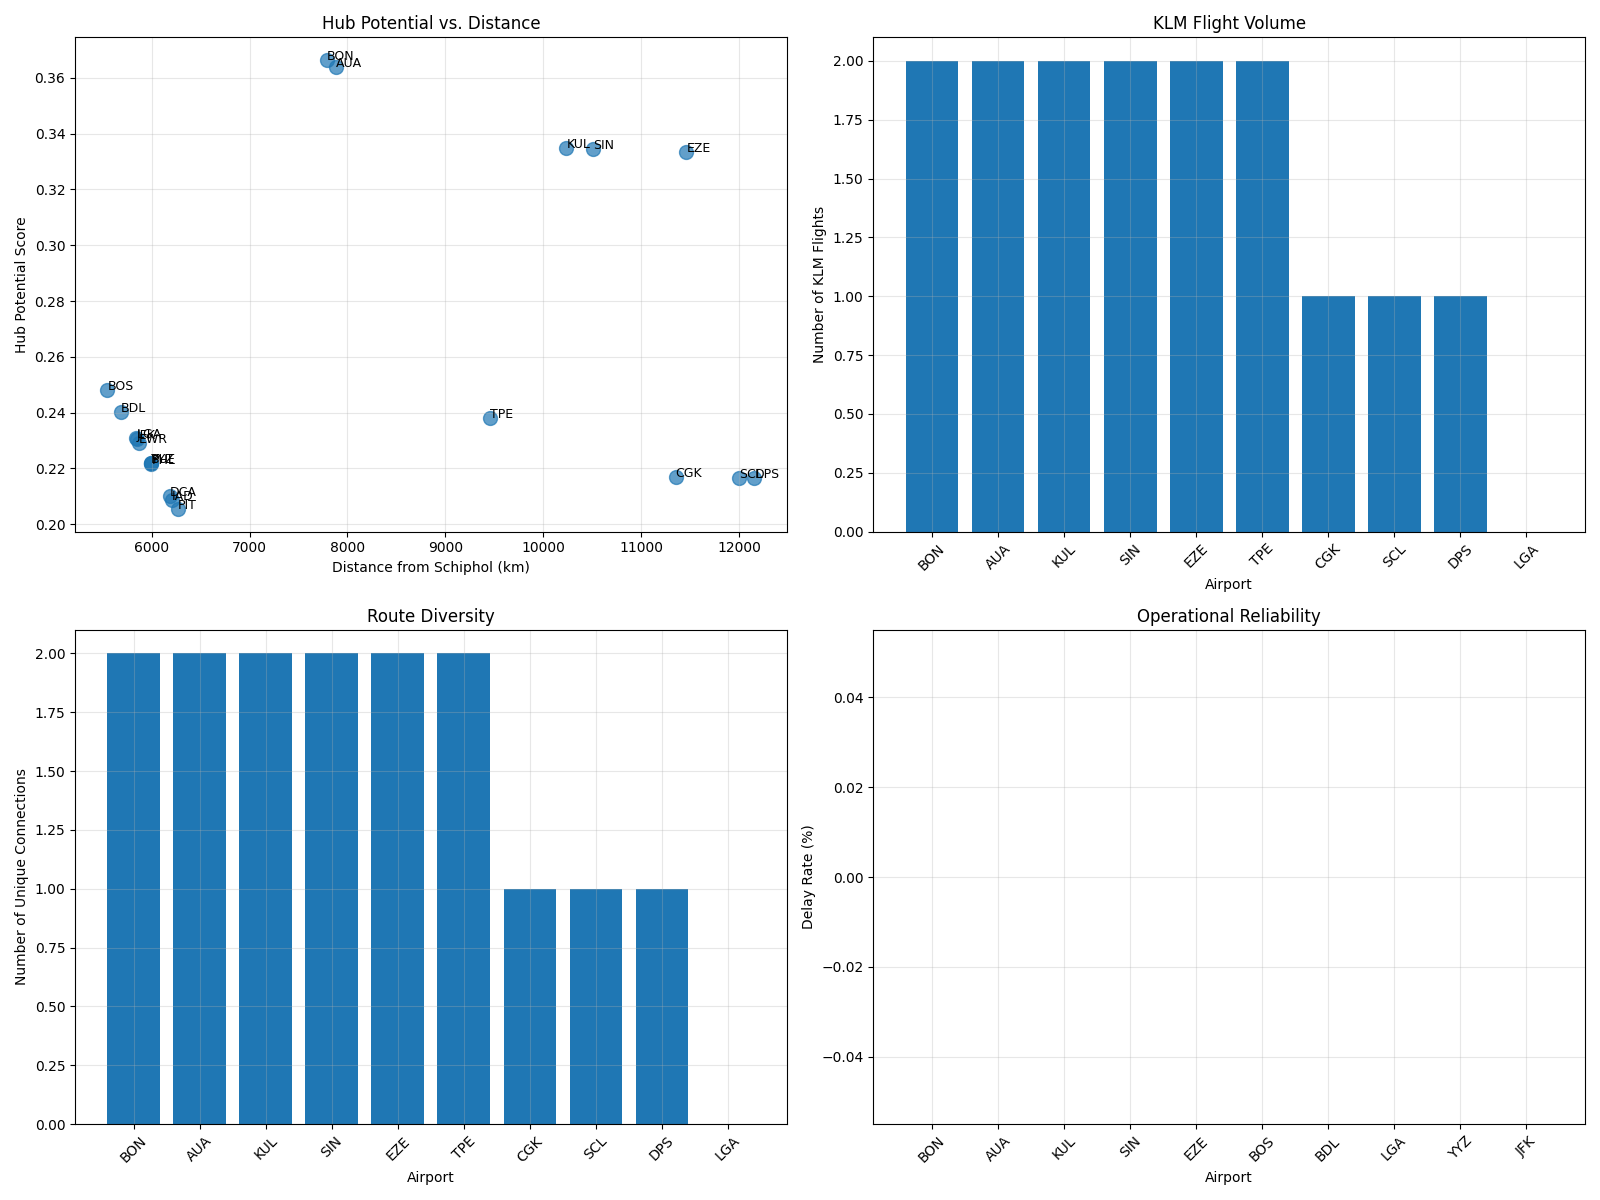 Hub Potential vs. Distance
Hub Potential Score
0.36
0.34
0.32
0.30
0.28
0.26
0.24
0.22
0.20
BON
AUA
KUL
SIN
EZE
BOS
BDL
TPE
LGA
EWR
CGK
SCL
DPS
DCA
IAD
PIT
6000
7000
8000
9000
10000
11000
12000
Distance from Schiphol (km)
KLM Flight Volume
Number of KLM Flights
2.00
1.75
1.50
1.25
1.00
0.75
0.50
0.25
0.00
BON
AUA
KUL
SIN
EZE
TPE
CGK
SCL
DPS
LGA
Airport
Route Diversity
Number of Unique Connections
2.00
1.75
1.50
1.25
1.00
0.75
0.50
0.25
0.00
BON
AUA
KUL
SIN
EZE
TPE
CGK
SCL
DPS
LGA
Airport
Operational Reliability
Delay Rate (%)
0.04
0.02
0.00
−0.02
−0.04
BON
AUA
KUL
SIN
EZE
BOS
BDL
LGA
YYZ
JFK
Airport